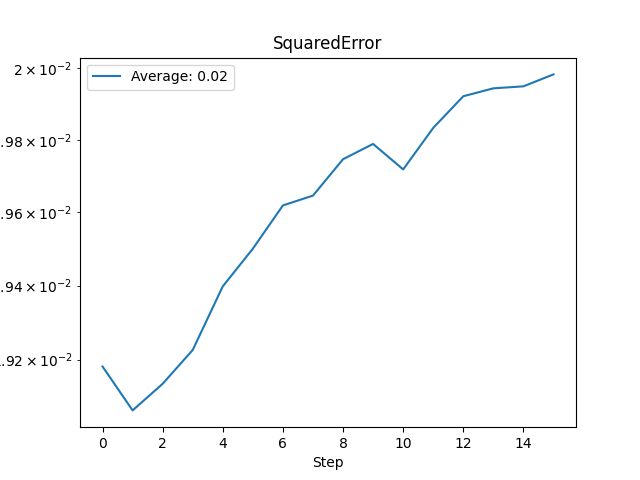 SquaredError
Average: 0.02
2 × 10⁻²
.98 × 10⁻²
.96 × 10⁻²
.94 × 10⁻²
.92 × 10⁻²
0 2 4 6 8 10 12 14
Step